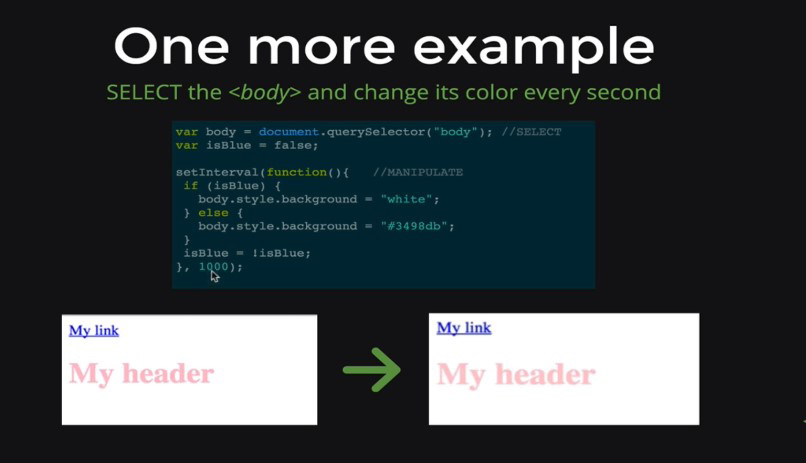 One more example
SELECT the <body> and change its color every second
var body = document.querySelector("body"); //SELECT
var isBlue = false;
setInterval(function(){   //MANIPULATE
 if (isBlue) {
   body.style.background = "white";
 } else {
   body.style.background = "#3498db";
 }
 isBlue = !isBlue;
}, 1000);
My link
My header
My link
My header